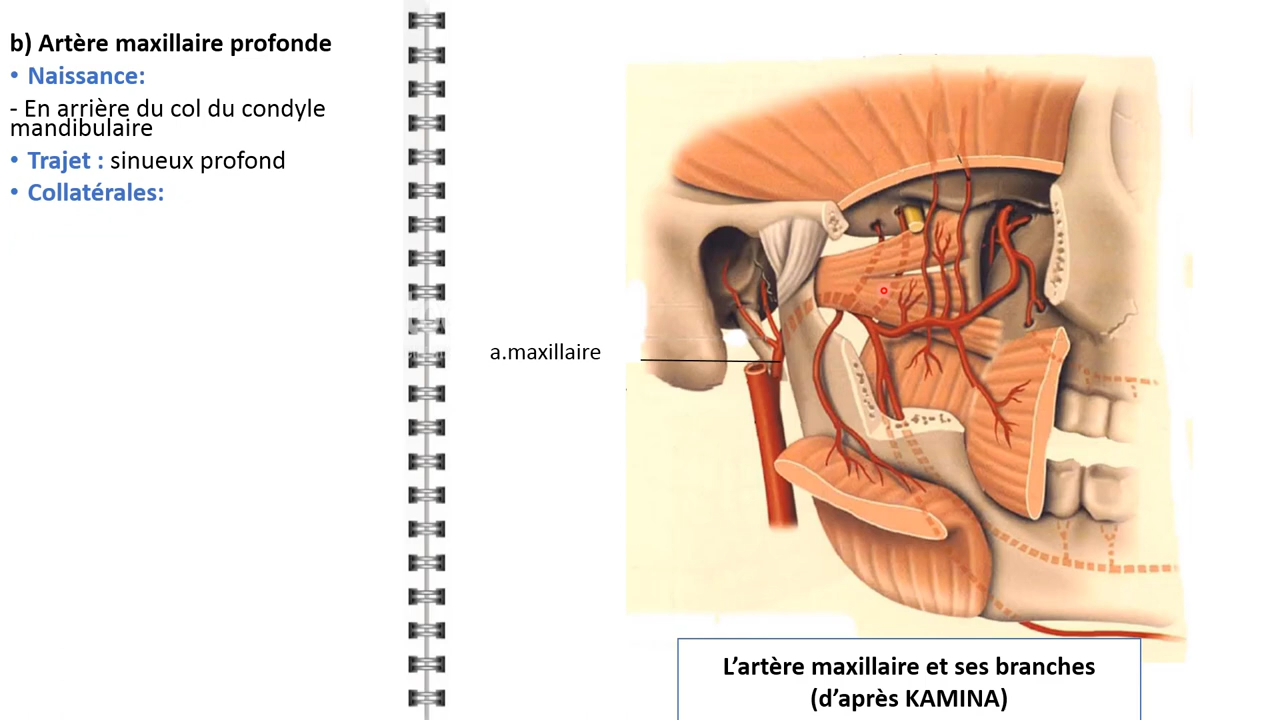 b) Artère maxillaire profonde
• Naissance:
- En arrière du col du condyle
mandibulaire
• Trajet : sinueux profond
• Collatérales:
a.maxillaire
L’artère maxillaire et ses branches
(d’après KAMINA)